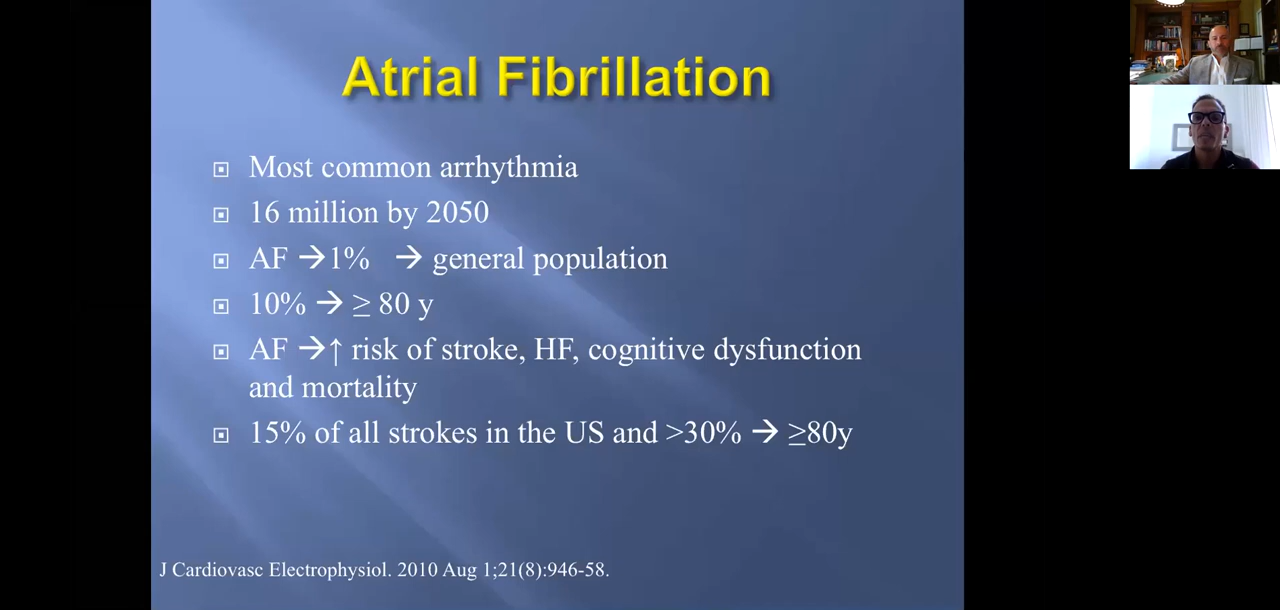 Atrial Fibrillation
Most common arrhythmia
16 million by 2050
AF →1% → general population
10% → ≥ 80 y
AF →↑ risk of stroke, HF, cognitive dysfunction
and mortality
15% of all strokes in the US and >30% → ≥80y
J Cardiovasc Electrophysiol. 2010 Aug 1;21(8):946-58.